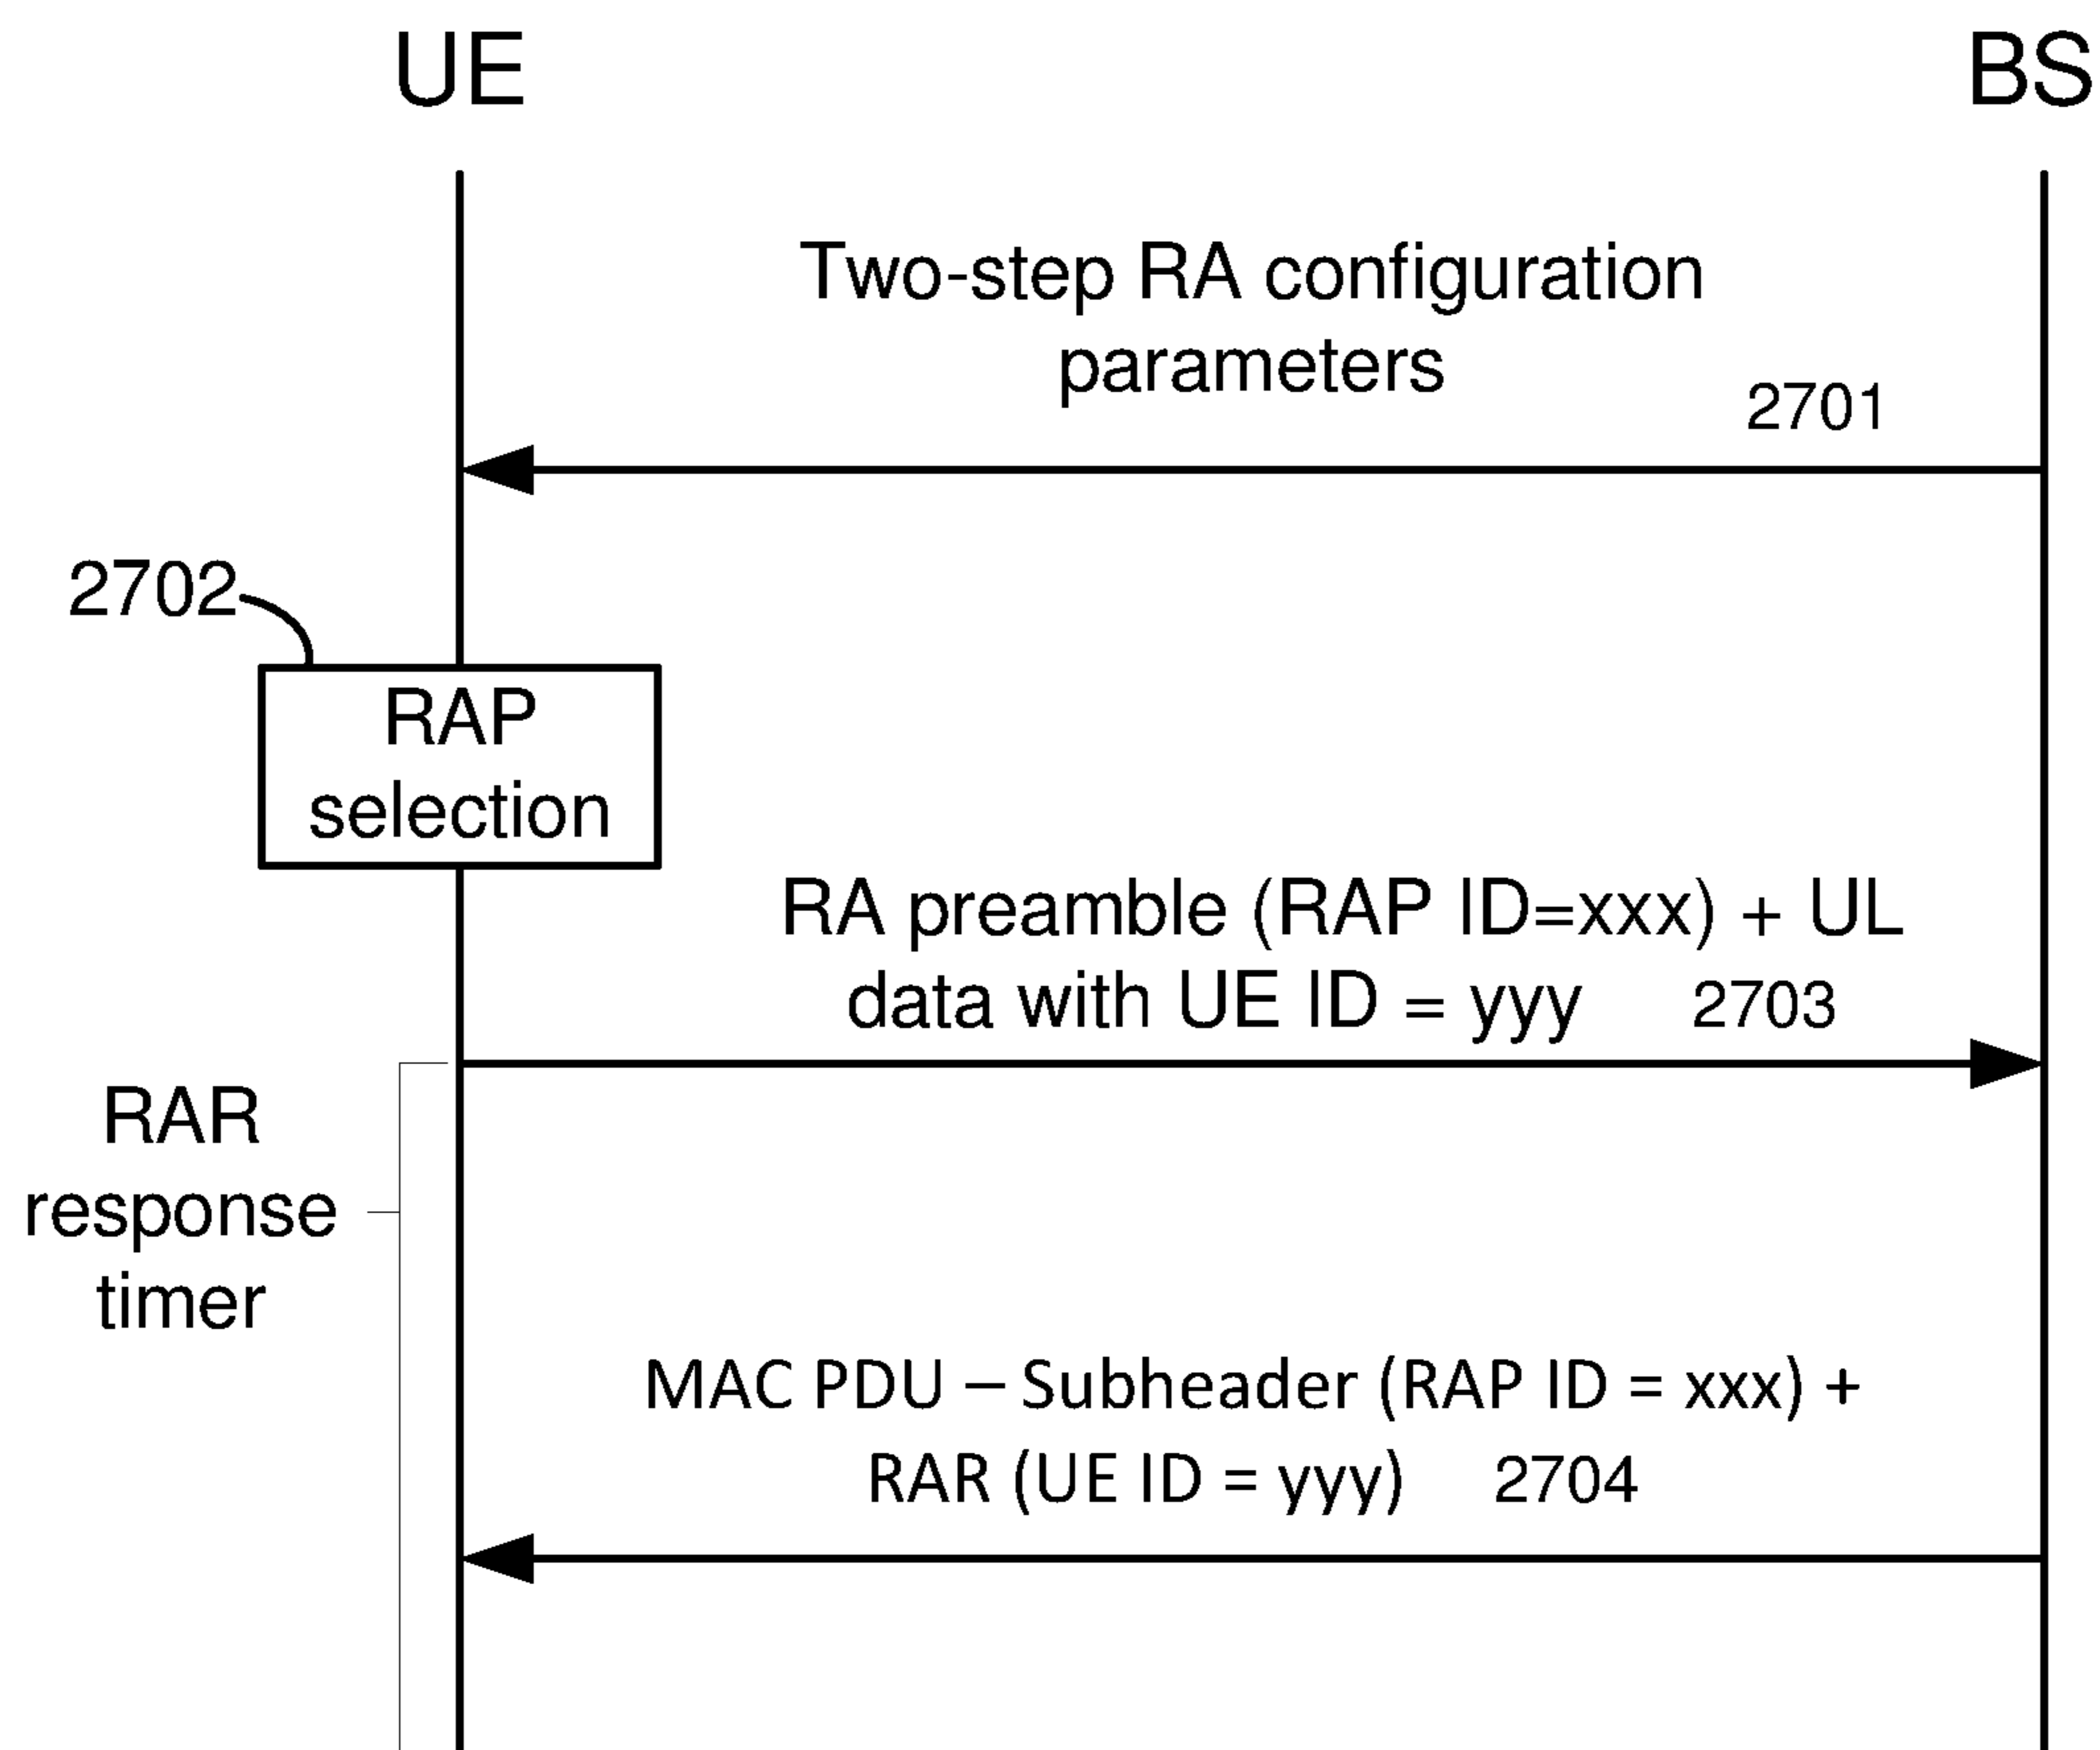 UE
BS
Two-step RA configuration
parameters
2701
2702
RAP
selection
RA preamble (RAP ID=xxx) + UL
data with UE ID = yyy 2703
RAR
response
timer
MAC PDU – Subheader (RAP ID = xxx) +
RAR (UE ID = yyy) 2704